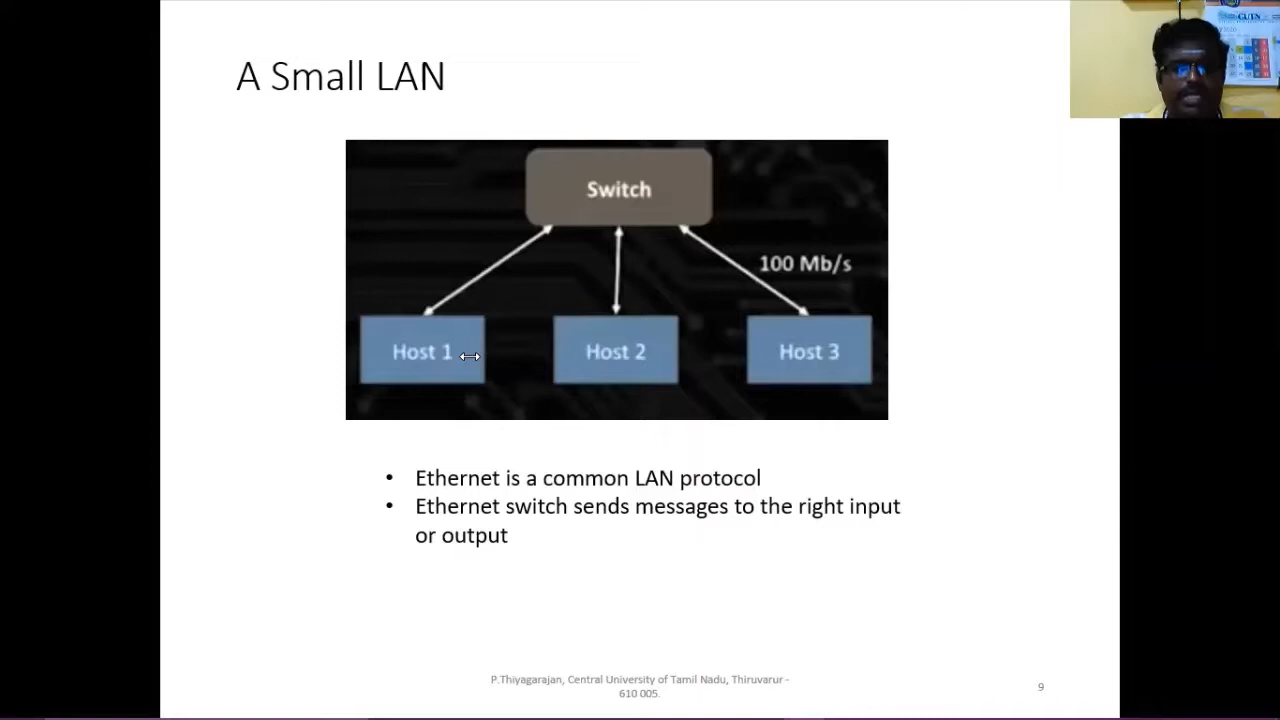 A Small LAN
CUTN
Switch
100 Mb/s
Host 1
Host 2
Host 3
• Ethernet is a common LAN protocol
• Ethernet switch sends messages to the right input
or output
P.Thiyagarajan, Central University of Tamil Nadu, Thiruvarur -
610 005.
9